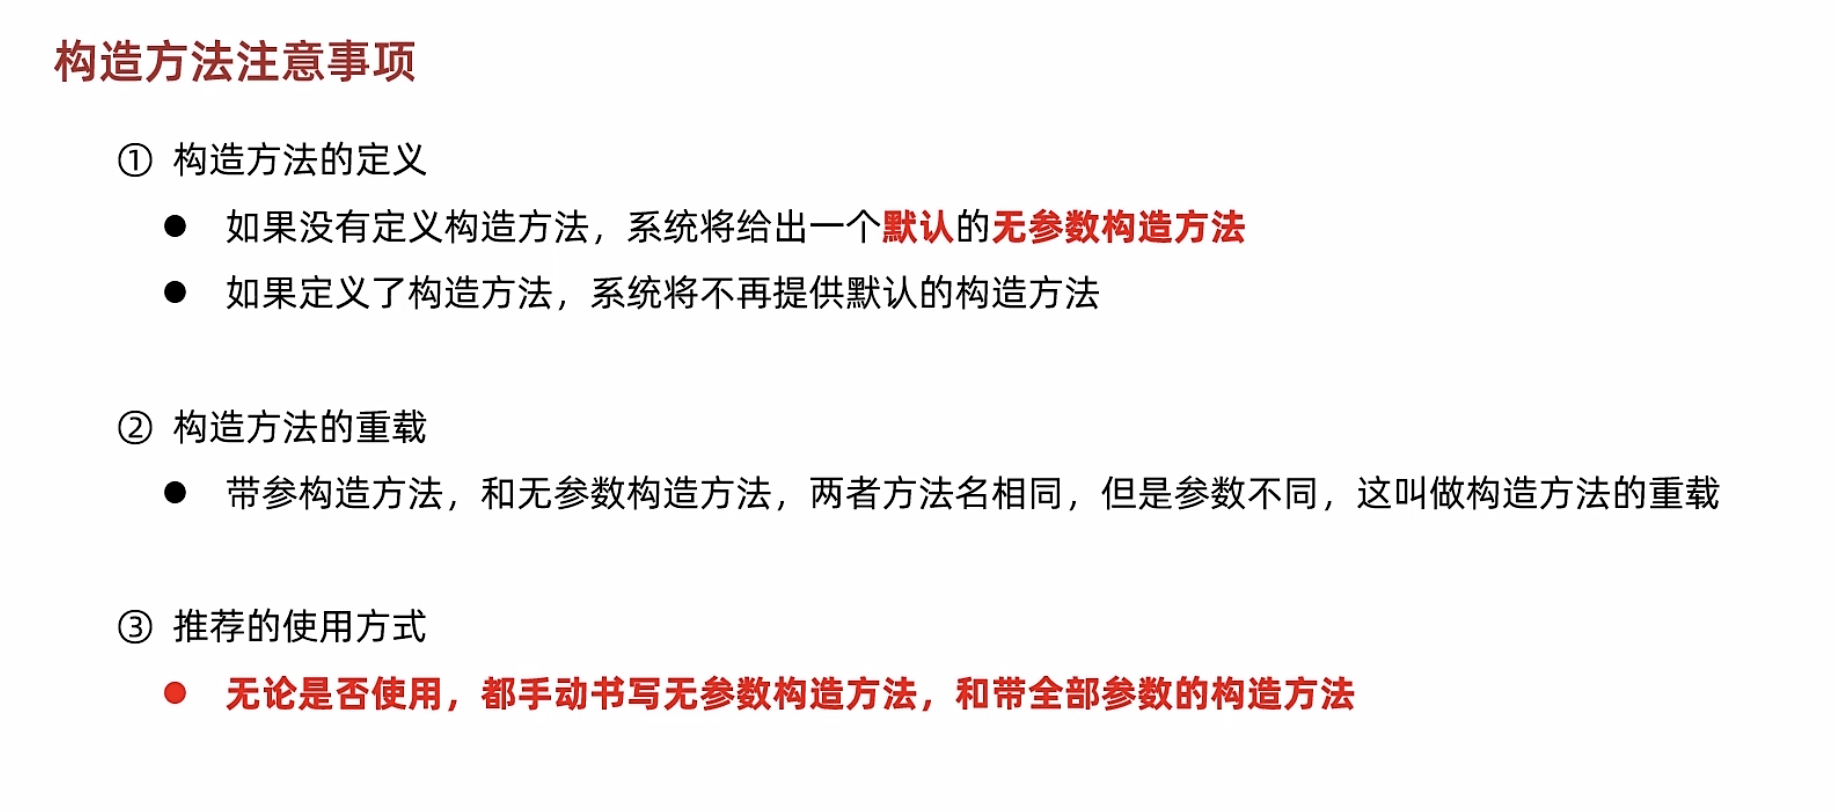 构造方法注意事项
① 构造方法的定义
● 如果没有定义构造方法，系统将给出一个默认的无参数构造方法
● 如果定义了构造方法，系统将不再提供默认的构造方法
② 构造方法的重载
● 带参构造方法，和无参数构造方法，两者方法名相同，但是参数不同，这叫做构造方法的重载
③ 推荐的使用方式
● 无论是否使用，都手动书写无参数构造方法，和带全部参数的构造方法